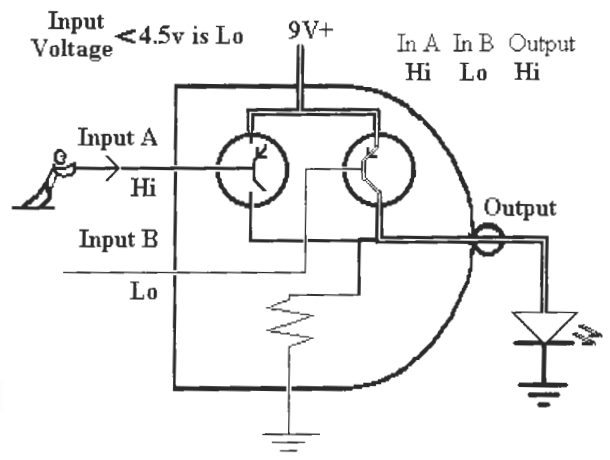 Input
Voltage <4.5v is Lo
9V+
In A In B Output
Hi Lo Hi
Input A
Hi
Output
Input B
Lo